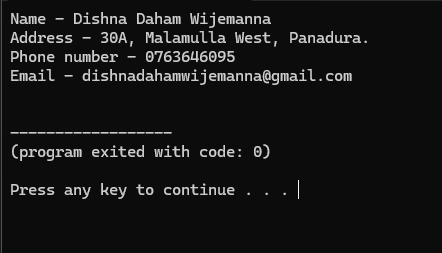 Name - Dishna Daham Wijemanna
Address - 30A, Malamulla West, Panadura.
Phone number - 0763646095
Email - dishnadahamwijemanna@gmail.com
------------------
(program exited with code: 0)
Press any key to continue . . .